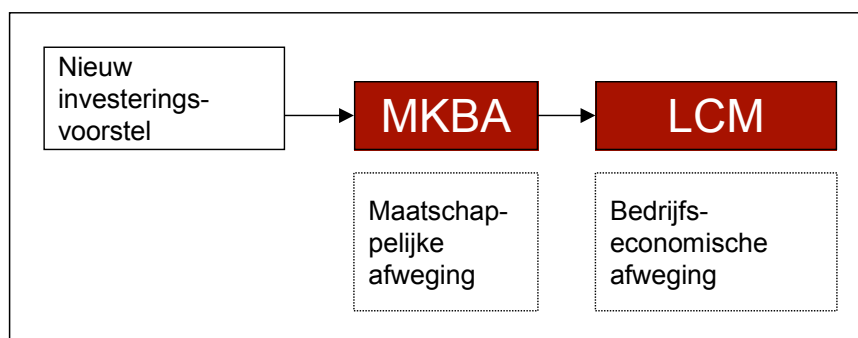 Nieuw
investerings-
voorstel
MKBA
LCM
Maatschap-
pelijke
afweging
Bedrijfs-
economische
afweging